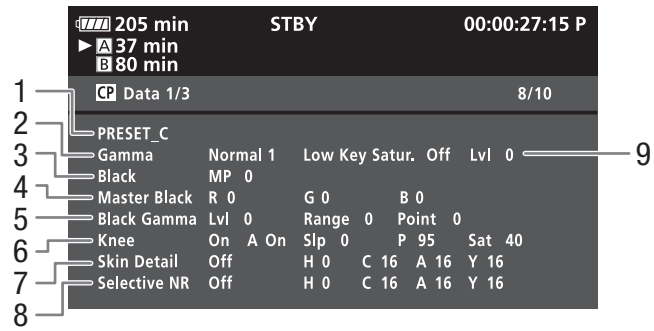 205 min STBY 00:00:27:15 P
A 37 min
B 80 min
CP Data 1/3 8/10
1 PRESET_C
2 Gamma Normal 1 Low Key Satur. Off Lvl 0 9
3 Black MP 0
4 Master Black R 0 G 0 B 0
5 Black Gamma Lvl 0 Range 0 Point 0
6 Knee On A On Slp 0 P 95 Sat 40
7 Skin Detail Off H 0 C 16 A 16 Y 16
8 Selective NR Off H 0 C 16 A 16 Y 16